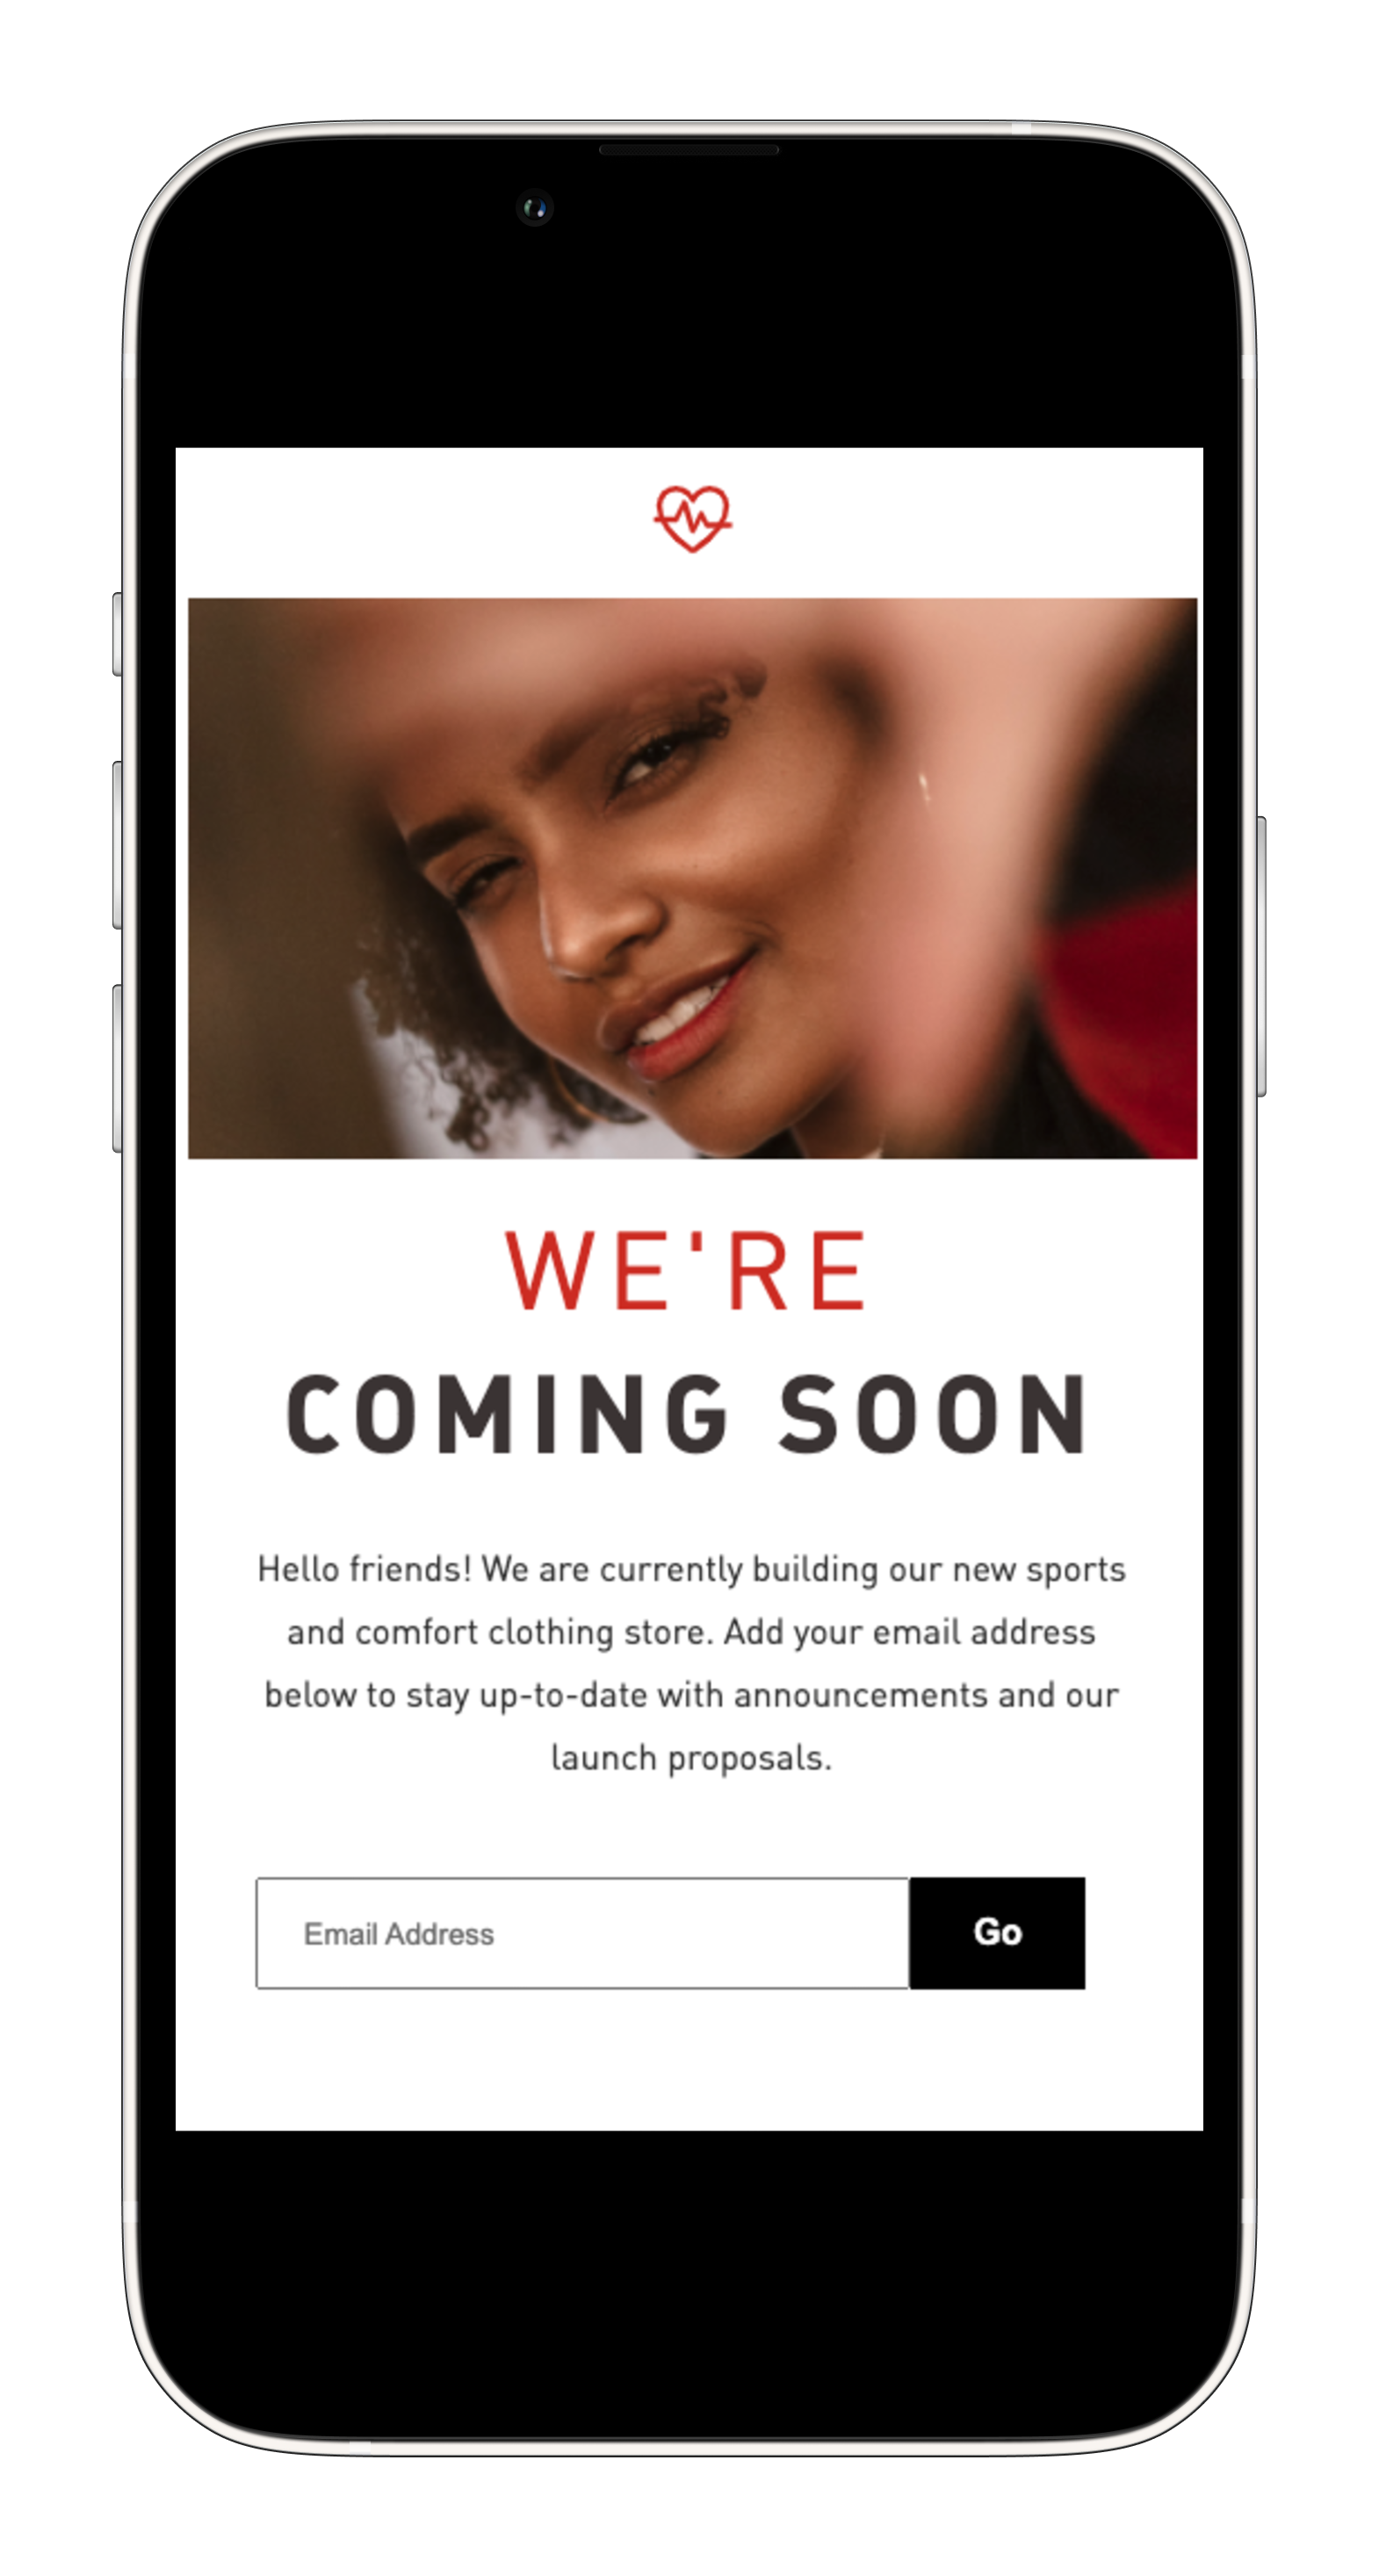 WE'RE
COMING SOON
Hello friends! We are currently building our new sports
and comfort clothing store. Add your email address
below to stay up-to-date with announcements and our
launch proposals.
Email Address
Go